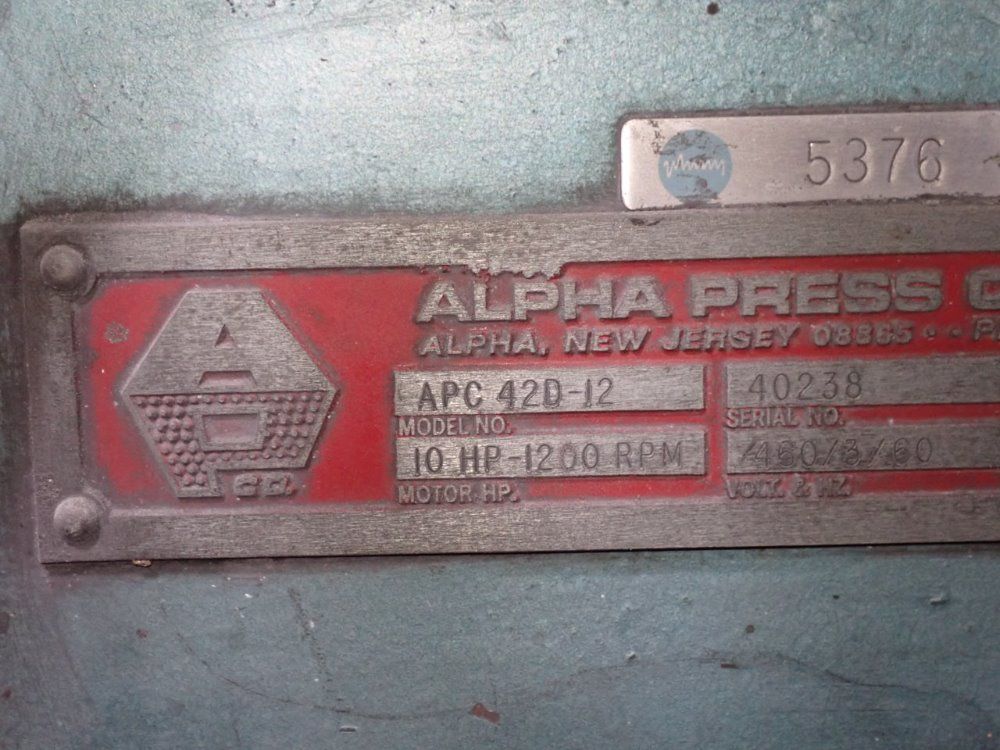 5376
ALPHA PRESS C
ALPHA, NEW JERSEY 08865
APC 42D-12 40238
MODEL NO. SERIAL NO.
10 HP-1200 RPM /460/3/60
MOTOR HP. VOLT. & HZ.
A
P
CO.